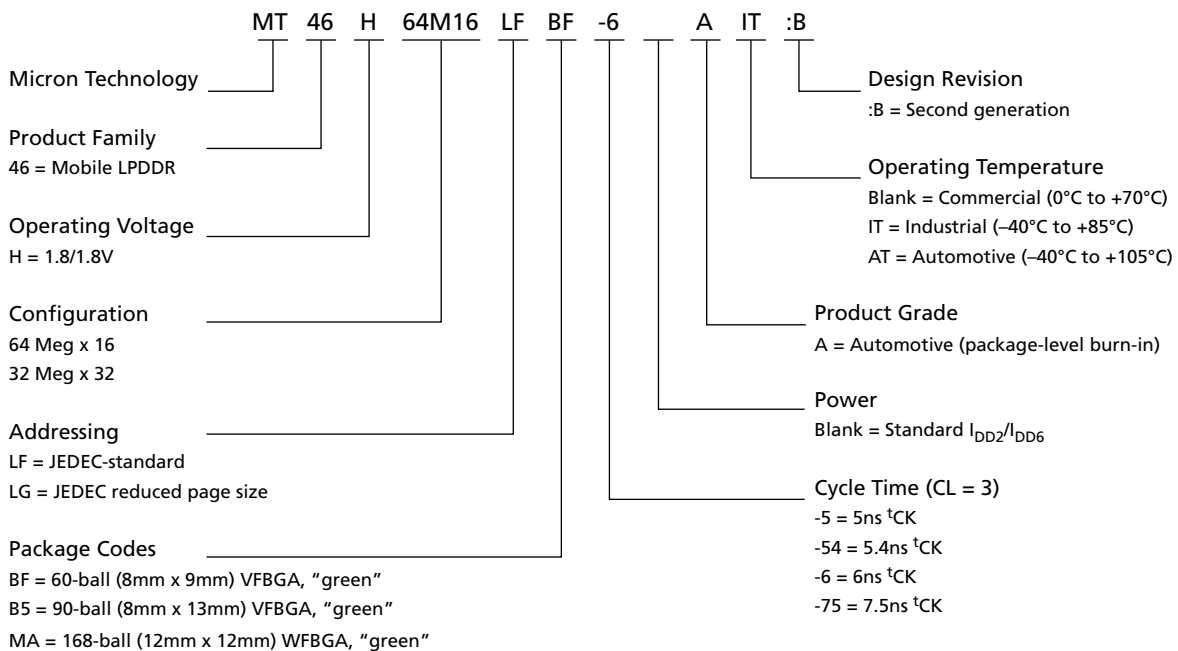 MT 46 H 64M16 LF BF -6 A IT :B
Micron Technology
Product Family
46 = Mobile LPDDR
Operating Voltage
H = 1.8/1.8V
Configuration
64 Meg x 16
32 Meg x 32
Addressing
LF = JEDEC-standard
LG = JEDEC reduced page size
Package Codes
BF = 60-ball (8mm x 9mm) VFBGA, “green”
B5 = 90-ball (8mm x 13mm) VFBGA, “green”
MA = 168-ball (12mm x 12mm) WFBGA, “green”
Design Revision
:B = Second generation
Operating Temperature
Blank = Commercial (0°C to +70°C)
IT = Industrial (–40°C to +85°C)
AT = Automotive (–40°C to +105°C)
Product Grade
A = Automotive (package-level burn-in)
Power
Blank = Standard IDD2/IDD6
Cycle Time (CL = 3)
-5 = 5ns tCK
-54 = 5.4ns tCK
-6 = 6ns tCK
-75 = 7.5ns tCK